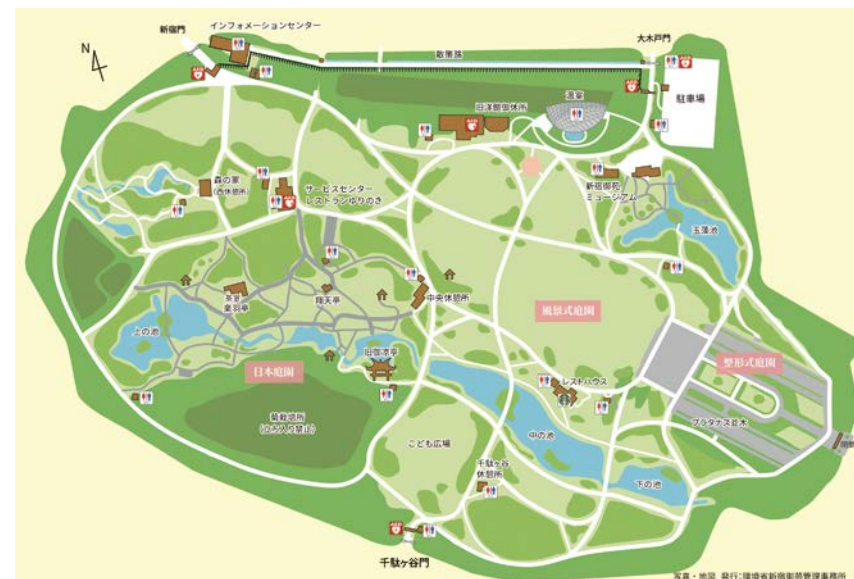 新宿門
インフォメーションセンター
N
散策路
大木戸門
駐車場
温室
旧洋館御休所
森の家
(西休憩所)
サービスセンター
レストランゆりのき
新宿御苑
ミュージアム
玉藻池
茶室
楽羽亭
翔天亭
中央休憩所
風景式庭園
上の池
旧御凉亭
日本庭園
整形式庭園
レストハウス
菊栽培所
(立ち入り禁止)
こども広場
中の池
プラタナス並木
千駄ヶ谷
休憩所
下の池
千駄ヶ谷門
写真・地図 発行:環境省新宿御苑管理事務所